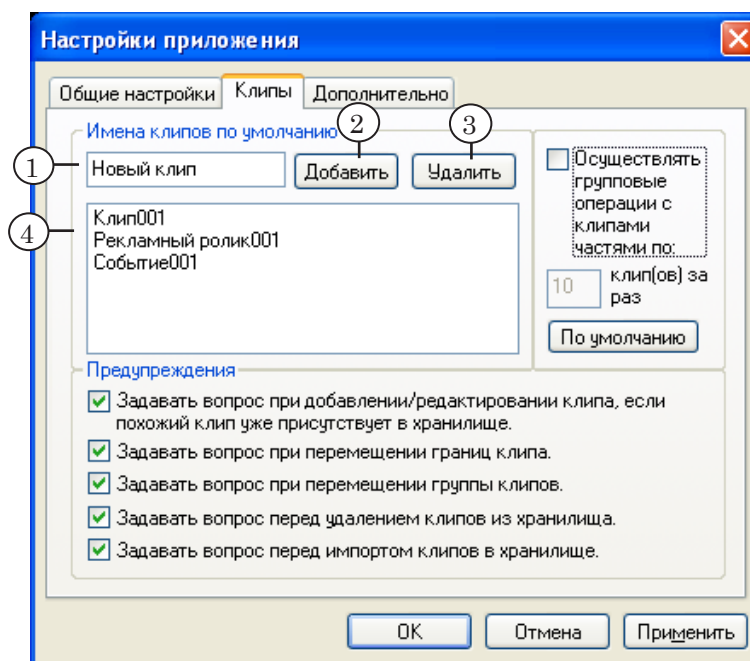 Настройки приложения
Общие настройки Клипы Дополнительно
Имена клипов по умолчанию 2 3
1 Новый клип Добавить Удалить
4 Клип001
Рекламный ролик001
Событие001
Осуществлять
групповые
операции с
клипами
частями по:
10 клип(ов) за
раз
По умолчанию
Предупреждения
Задавать вопрос при добавлении/редактировании клипа, если
похожий клип уже присутствует в хранилище.
Задавать вопрос при перемещении границ клипа.
Задавать вопрос при перемещении группы клипов.
Задавать вопрос перед удалением клипов из хранилища.
Задавать вопрос перед импортом клипов в хранилище.
OK Отмена Применить